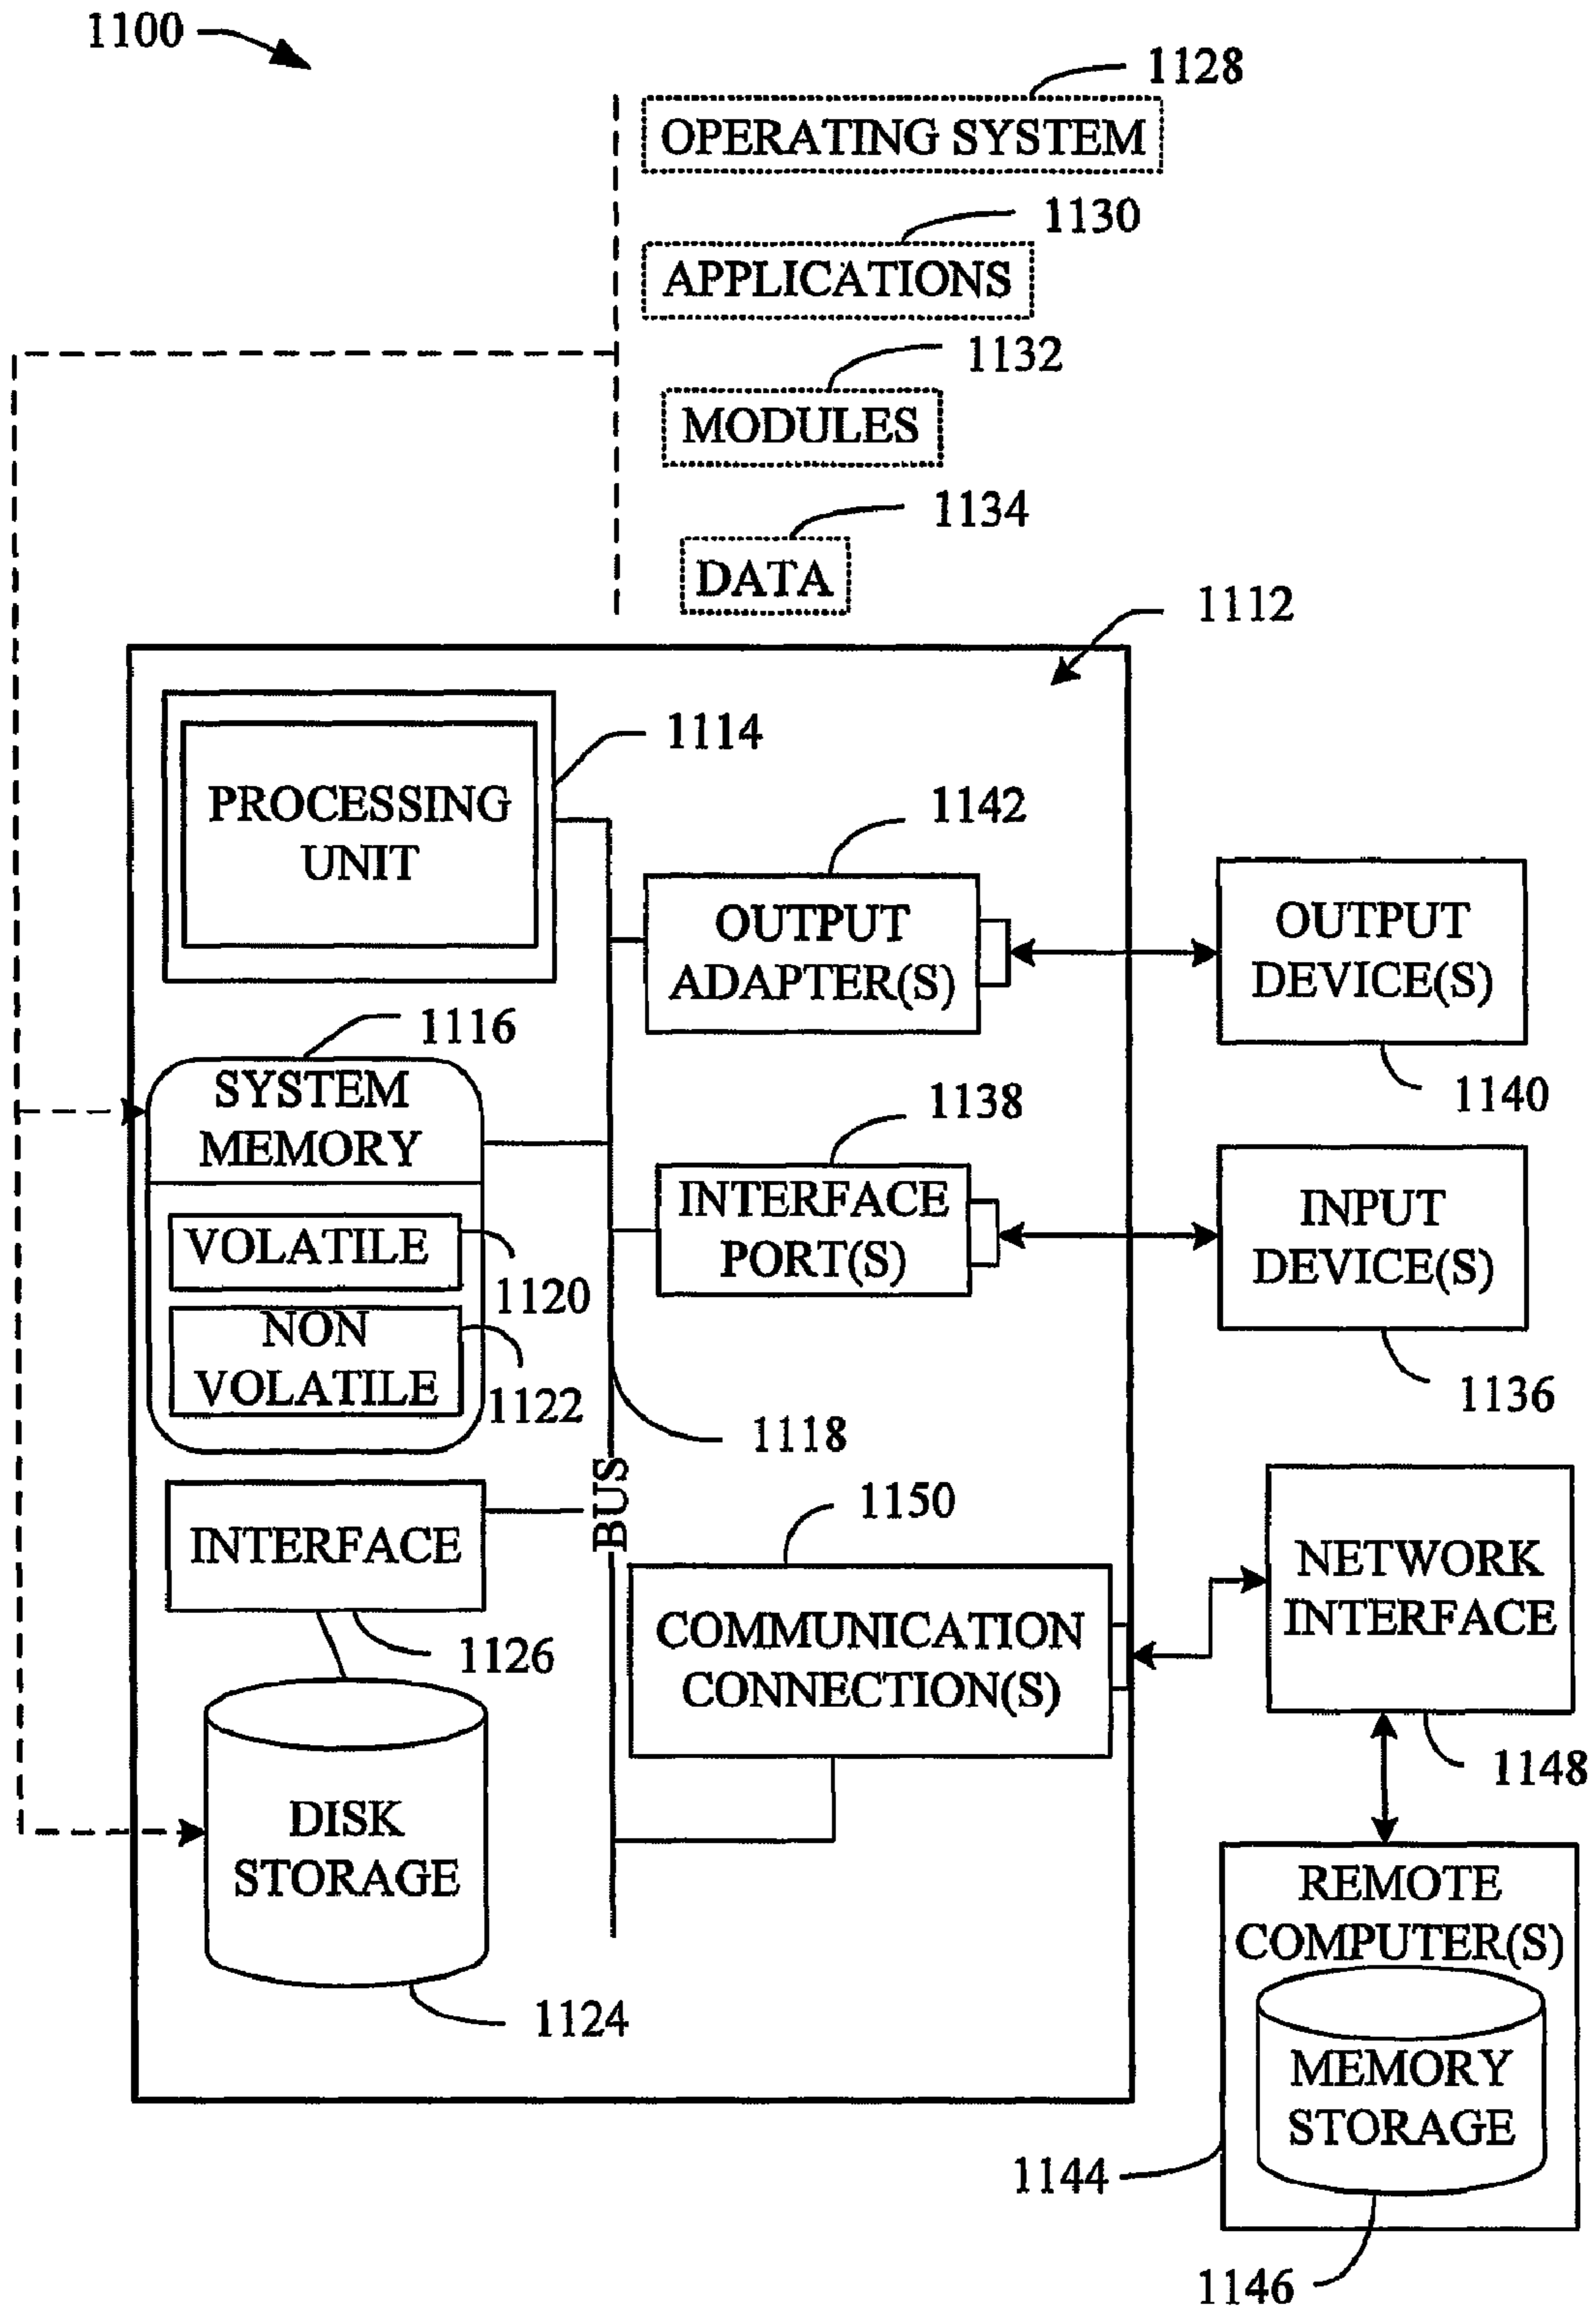 1100
1128
OPERATING SYSTEM
1130
APPLICATIONS
1132
MODULES
1134
DATA
1112
1114
PROCESSING
UNIT
1142
OUTPUT
ADAPTER(S)
OUTPUT
DEVICE(S)
1140
1116
SYSTEM
MEMORY
1138
INTERFACE
PORT(S)
INPUT
DEVICE(S)
1136
VOLATILE
1120
NON
VOLATILE
1122
1118
BUS
INTERFACE
1126
1150
COMMUNICATION
CONNECTION(S)
NETWORK
INTERFACE
1148
DISK
STORAGE
1124
REMOTE
COMPUTER(S)
MEMORY
STORAGE
1144
1146